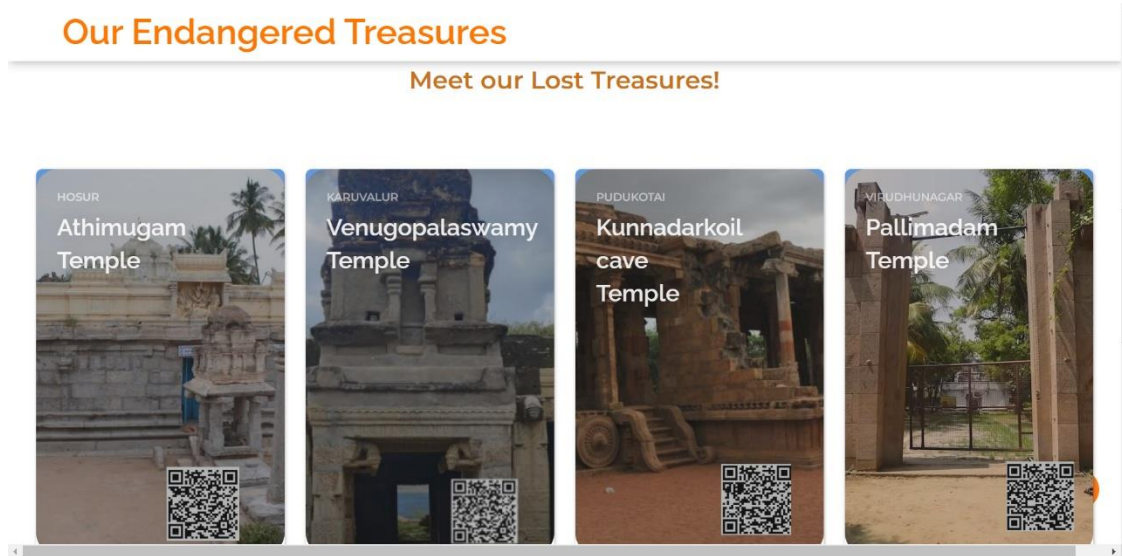 Our Endangered Treasures
Meet our Lost Treasures!
HOSUR
Athimugam
Temple
KARUVALUR
Venugopalaswamy
Temple
PUDUKOTAI
Kunnadarkoil
cave
Temple
VIRUDHUNAGAR
Pallimadam
Temple